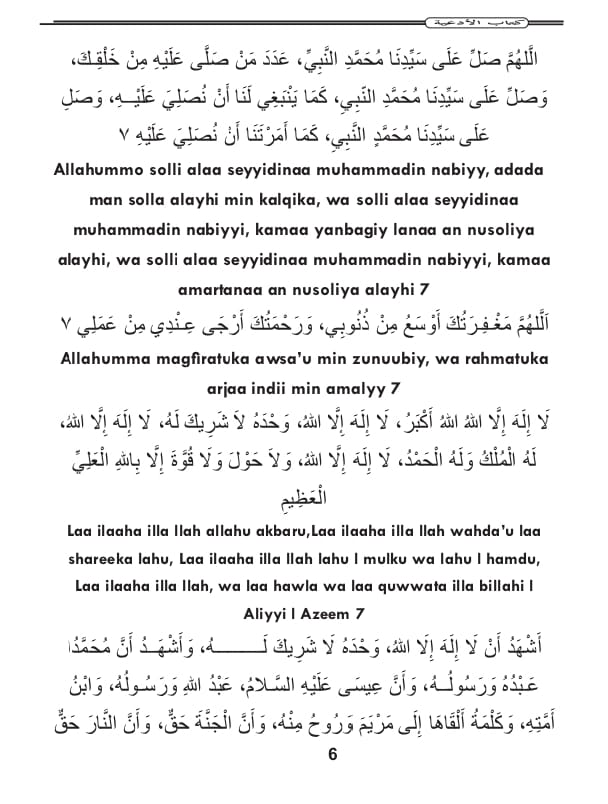 كتاب الأدعية
الَّلهُمَّ صَلِّ عَلَى سَيِّدِنَا مُحَمَّدِ النَّبِيِّ، عَدَدَ مَنْ صَلَّى عَلَيْهِ مِنْ خَلْقِكَ،
وَصَلِّ عَلَى سَيِّدِنَا مُحَمَّدِ النَّبِي، كَمَا يَنْبَغِي لَنَا أَنْ نُصَلِيَ عَلَيْهِ، وَصَلِ
عَلَى سَيِّدِنَا مُحَمَّدٍ النَّبِي، كَمَا أَمَرْتَنَا أَنْ نُصَلِيَ عَلَيْهِ ٧
Allahummo solli alaa seyyidinaa muhammadin nabiyy, adada
man solla alayhi min kalqika, wa solli alaa seyyidinaa
muhammadin nabiyyi, kamaa yanbagiy lanaa an nusoliya
alayhi, wa solli alaa seyyidinaa muhammadin nabiyyi, kamaa
amartanaa an nusoliya alayhi 7
اَلَّلهُمَّ مَغْفِرَتُكَ أَوْسَعُ مِنْ ذُنُوبِي، وَرَحْمَتُكَ أَرْجَى عِنْدِي مِنْ عَمَلِي ٧
Allahumma magfiratuka awsa'u min zunuubiy, wa rahmatuka
arjaa indii min amalyy 7
لَا إِلَهَ إِلَّا اللهُ اللهُ أَكْبَرُ، لَا إِلَهَ إِلَّا اللهُ، وَحْدَهُ لاَ شَرِيكَ لَهُ، لَا إِلَهَ إِلَّا اللهُ،
لَهُ الْمُلْكُ وَلَهُ الْحَمْدُ، لَا إِلَهَ إِلَّا اللهُ، وَلاَ حَوْلَ وَلَا قُوَّةَ إِلَّا بِاللهِ الْعَلِيِّ
الْعَظِيمِ
Laa ilaaha illa llah allahu akbaru,Laa ilaaha illa llah wahda'u laa
shareeka lahu, Laa ilaaha illa llah lahu l mulku wa lahu l hamdu,
Laa ilaaha illa llah, wa laa hawla wa laa quwwata illa billahi l
Aliyyi l Azeem 7
أَشْهَدُ أَنْ لَا إِلَهَ إِلَّا اللهُ، وَحْدَهُ لَا شَرِيكَ لَهُ، وَأَشْهَدُ أَنَّ مُحَمَّدًا
عَبْدُهُ وَرَسُولُهُ، وَأَنَّ عِيسَى عَلَيْهِ السَّلامُ، عَبْدُ اللهِ وَرَسُولُهُ، وَابْنُ
أَمَّتِهِ، وَكَلْمَةُ أَلْقَاهَا إِلَى مَرْيَمَ وَرُوحُ مِنْهُ، وَأَنَّ الْجَنَّةَ حَقٌّ، وَأَنَّ النَّارَ حَقٌّ
6